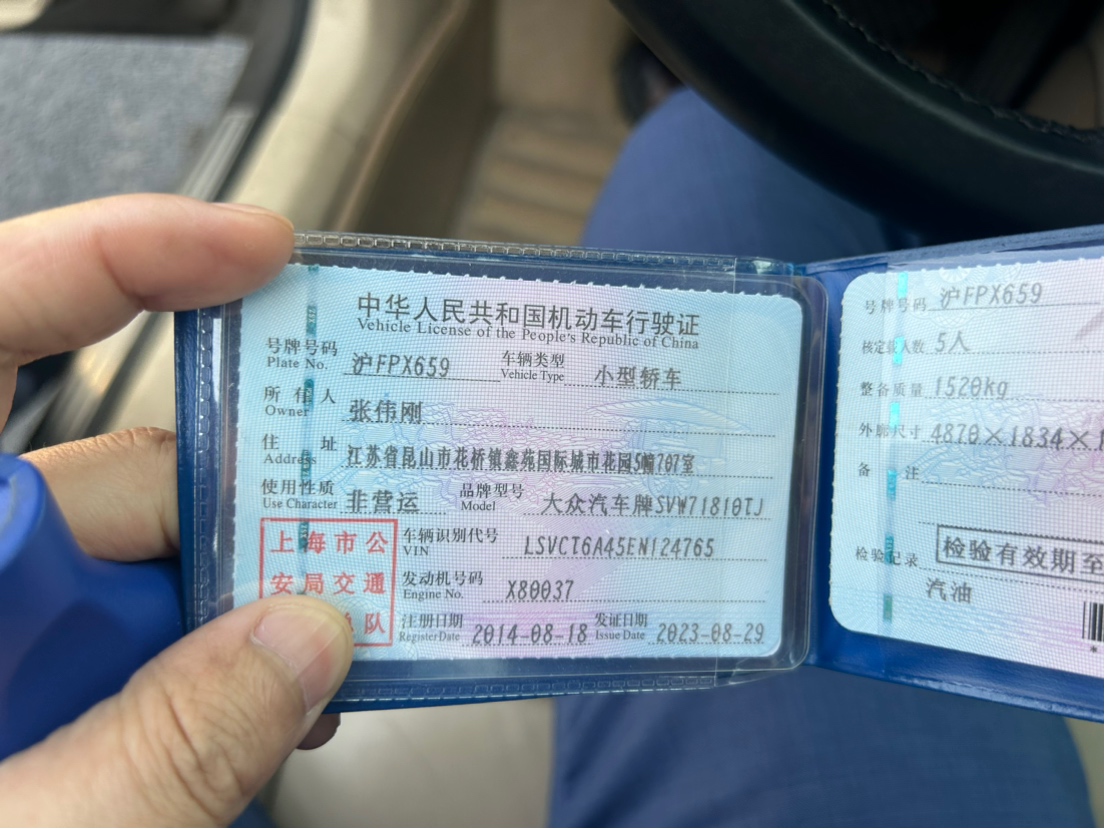 中华人民共和国机动车行驶证
Vehicle License of the People's Republic of China
号牌号码 沪FPX659 车辆类型 小型轿车
Plate No. Vehicle Type
所有人 张伟刚
Owner
住址 江苏省昆山市花桥镇鑫苑国际城市花园5幢707室
Address
使用性质 非营运 品牌型号 大众汽车牌SVW71810TJ
Use Character Model
上海市公
安局交通
队
车辆识别代号 LSVCT6A45EN124765
VIN
发动机号码 X80037
Engine No.
注册日期 2014-08-18 发证日期 2023-08-29
Register Date Issue Date
号牌号码 沪FPX659
核定载人数 5人
整备质量 1520kg
外廓尺寸 4870×1834×1
备注
检验记录 检验有效期至
汽油
*